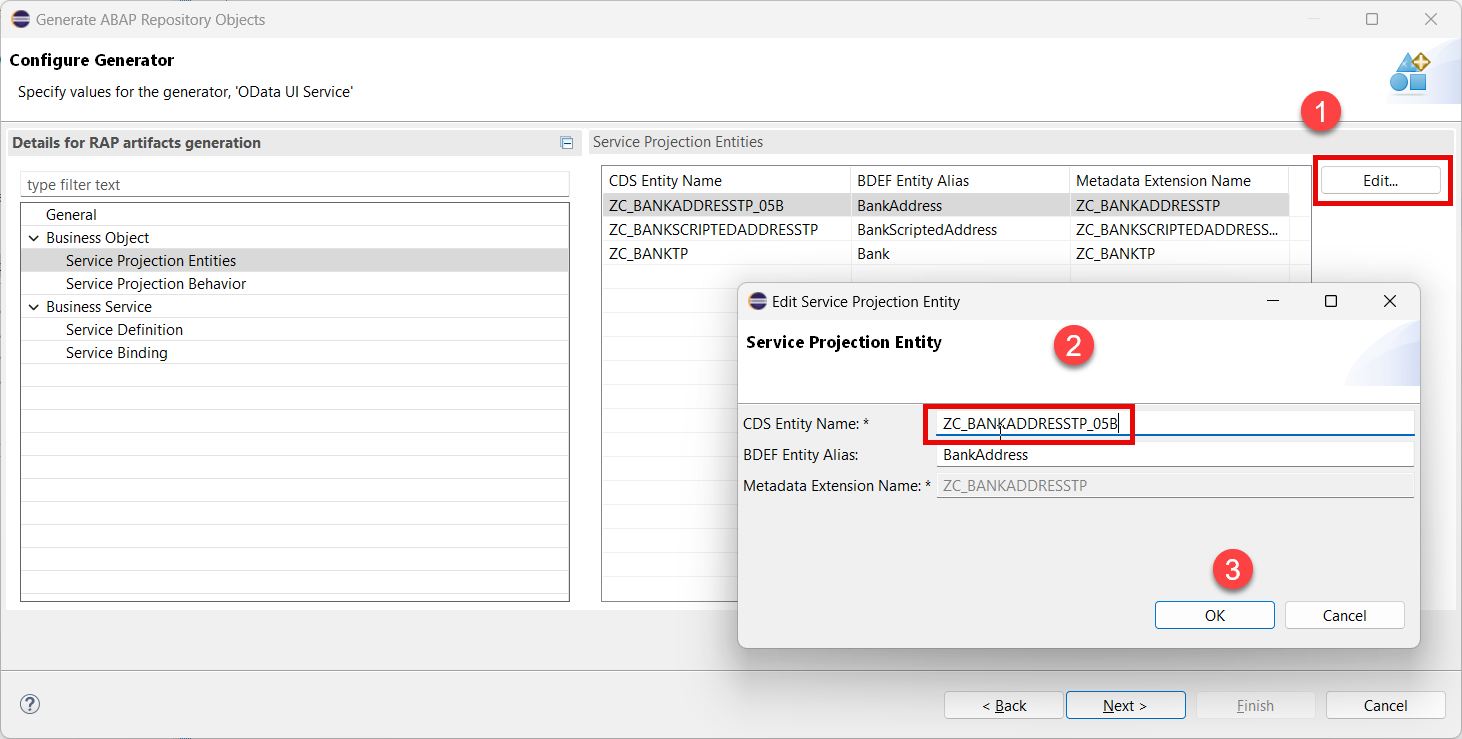 Generate ABAP Repository Objects
Configure Generator
Specify values for the generator, 'OData UI Service'
1
Details for RAP artifacts generation
type filter text
General
Business Object
Service Projection Entities
Service Projection Behavior
Business Service
Service Definition
Service Binding
Service Projection Entities
CDS Entity Name BDEF Entity Alias Metadata Extension Name
ZC_BANKADDRESSTP_05B BankAddress ZC_BANKADDRESSTP
ZC_BANKSCRIPTEDADDRESSTP BankScriptedAddress ZC_BANKSCRIPTEDADDRESS...
ZC_BANKTP Bank ZC_BANKTP
Edit...
Edit Service Projection Entity
Service Projection Entity
2
CDS Entity Name: * ZC_BANKADDRESSTP_05B
BDEF Entity Alias: BankAddress
Metadata Extension Name: * ZC_BANKADDRESSTP
3
OK Cancel
? < Back Next > Finish Cancel